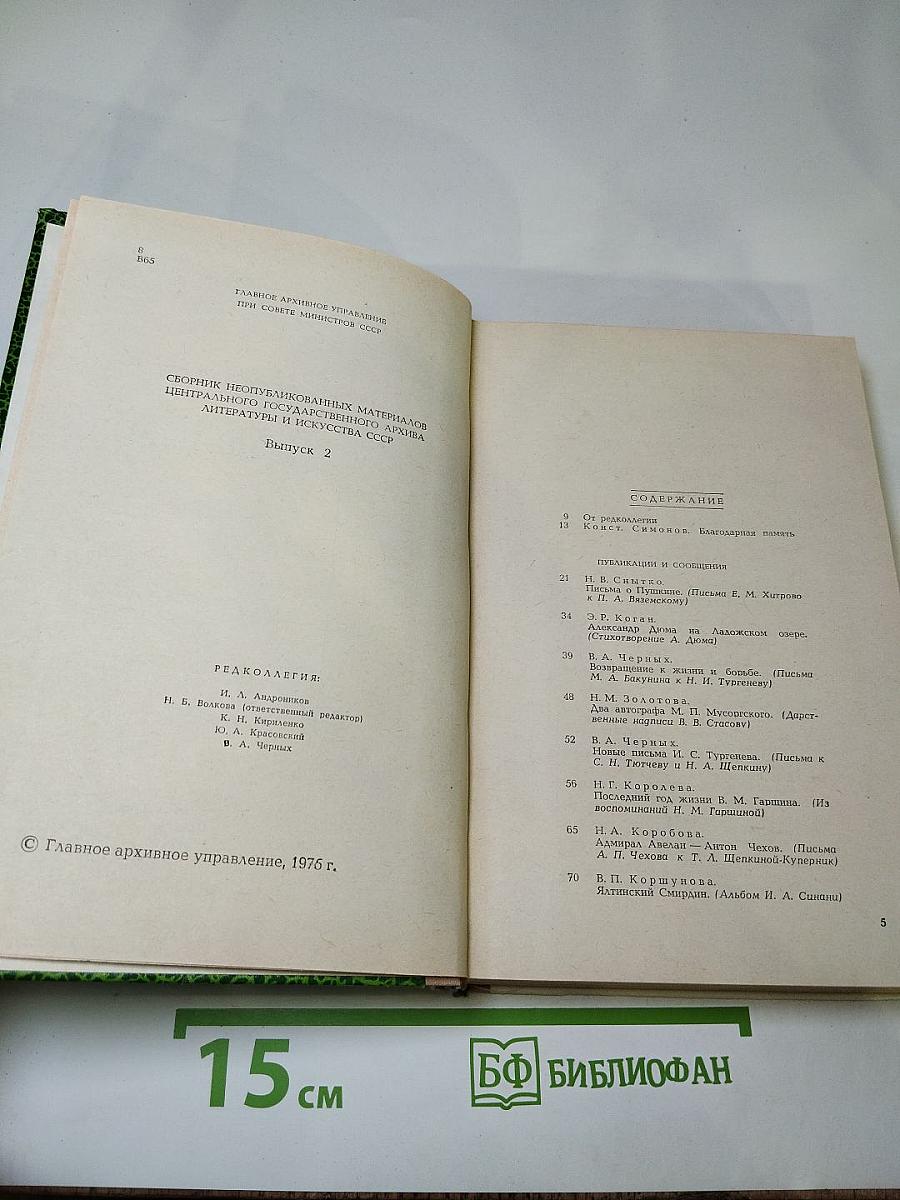 8
В65
ГЛАВНОЕ АРХИВНОЕ УПРАВЛЕНИЕ
ПРИ СОВЕТЕ МИНИСТРОВ СССР
СБОРНИК НЕОПУБЛИКОВАННЫХ МАТЕРИАЛОВ
ЦЕНТРАЛЬНОГО ГОСУДАРСТВЕННОГО АРХИВА
ЛИТЕРАТУРЫ И ИСКУССТВА СССР
Выпуск 2
РЕДКОЛЛЕГИЯ:
И. Л. Андроников
Н. Б. Волкова (ответственный редактор)
К. Н. Кириленко
Ю. А. Красовский
В. А. Черных
© Главное архивное управление, 1976 г.
СОДЕРЖАНИЕ
9 От редколлегии
13 Конст. Симонов. Благодарная память
ПУБЛИКАЦИИ И СООБЩЕНИЯ
21 Н. В. Снытко.
Письма о Пушкине. (Письма Е. М. Хитрово
к П. А. Вяземскому)
34 Э. Р. Коган.
Александр Дюма на Ладожском озере.
(Стихотворение А. Дюма)
39 В. А. Черных.
Возвращение к жизни и борьбе. (Письма
М. А. Бакунина к Н. И. Тургеневу)
48 Н. М. Золотова.
Два автографа М. П. Мусоргского. (Дарст-
венные надписи В. В. Стасову)
52 В. А. Черных.
Новые письма И. С. Тургенева. (Письма к
С. Н. Тютчеву и Н. А. Щепкину)
56 Н. Г. Королева.
Последний год жизни В. М. Гаршина. (Из
воспоминаний Н. М. Гаршиной)
65 Н. А. Коробова.
Адмирал Авелан — Антон Чехов. (Письма
А. П. Чехова к Т. Л. Щепкиной-Куперник)
70 В. П. Коршунова.
Ялтинский Смирдин. (Альбом И. А. Синани)
5
15 см
БФ БИБЛИОФАН